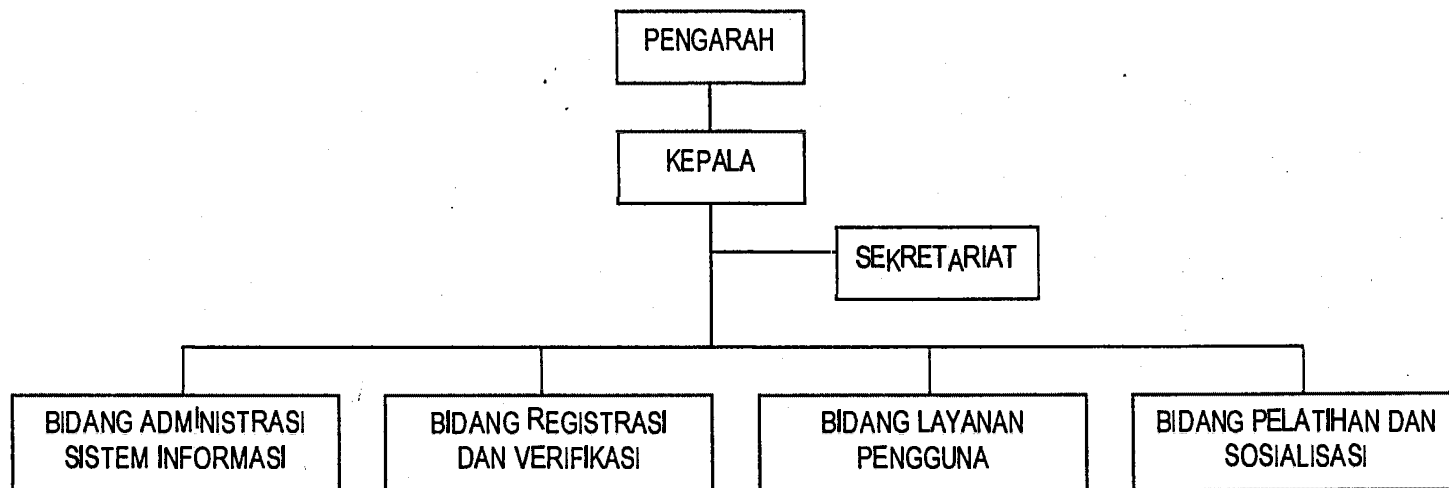 PENGARAH
KEPALA
SEKRETARIAT
BIDANG ADMINISTRASI
SISTEM INFORMASI
BIDANG REGISTRASI
DAN VERIFIKASI
BIDANG LAYANAN
PENGGUNA
BIDANG PELATIHAN DAN
SOSIALISASI